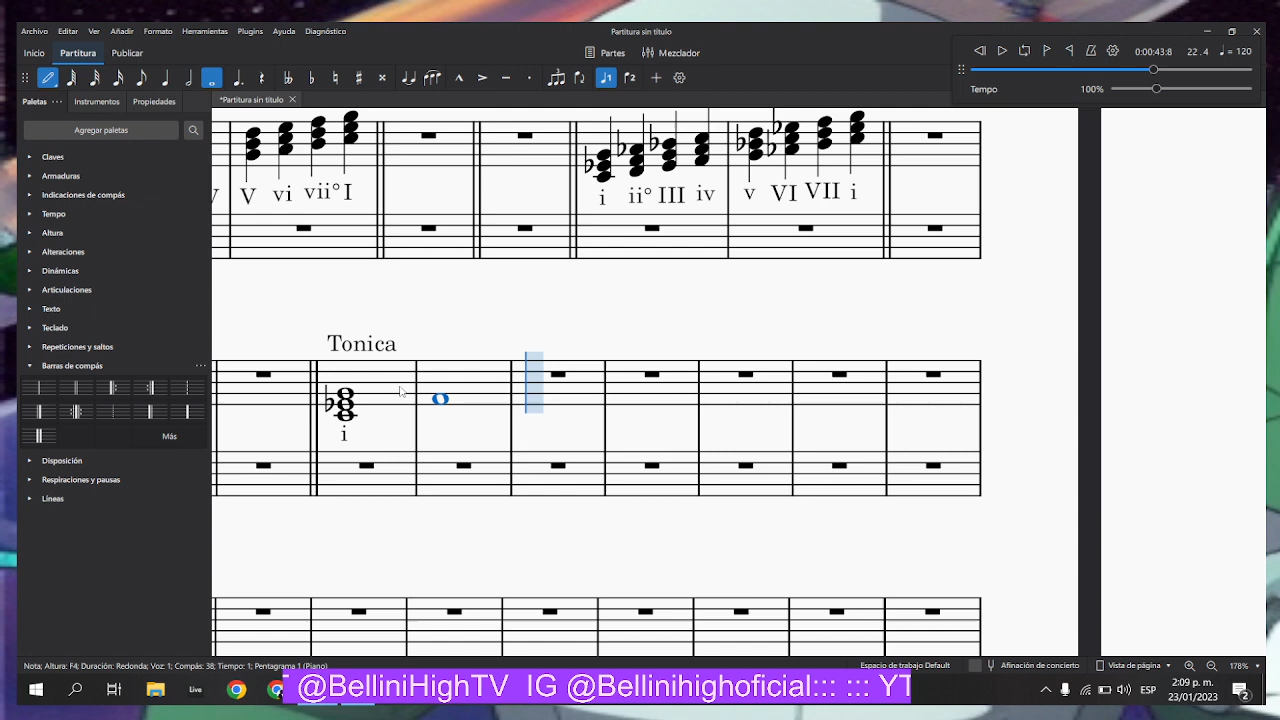 Archivo Editar Ver Añadir Formato Herramientas Plugins Ayuda Diagnóstico Partitura sin título
Inicio Partitura Publicar Partes Mezclador 0:00:43:8 22 . 4 = 120
Tempo 100%
Paletas Instrumentos Propiedades *Partitura sin título
Agregar paletas
Claves
Armaduras
Indicaciones de compás
Tempo
Altura
Alteraciones
Dinámicas
Articulaciones
Texto
Teclado
Repeticiones y saltos
Barras de compás
Más
Disposición
Respiraciones y pausas
Líneas
V vi vii° I i ii° III iv v VI VII i
Tonica
i
Nota; Altura: F4; Duración: Redonda; Voz: 1; Compás: 38; Tiempo: 1; Pentagrama 1 (Piano) Espacio de trabajo Default Afinación de concierto Vista de página 178%
Live @BelliniHighTV IG @Bellinihighoficial::: ::: YT ESP 2:09 p. m.
23/01/2023 2